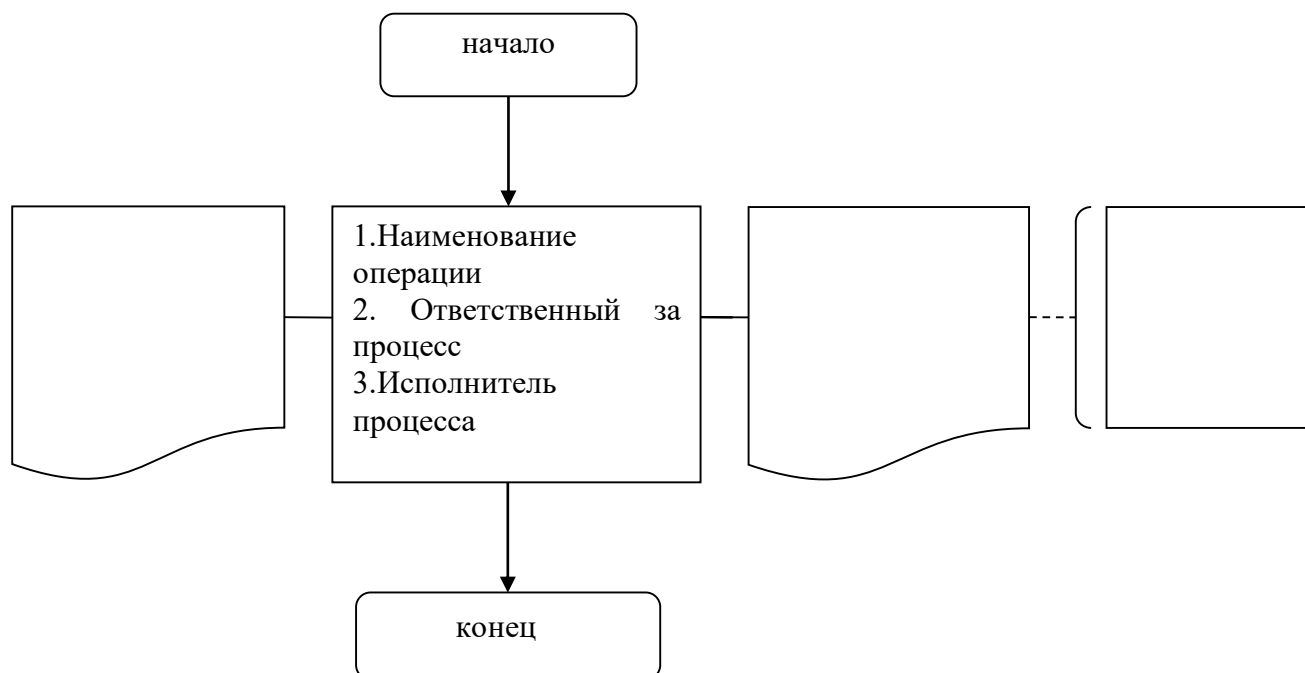 начало
1.Наименование
операции
2. Ответственный за
процесс
3.Исполнитель
процесса
конец